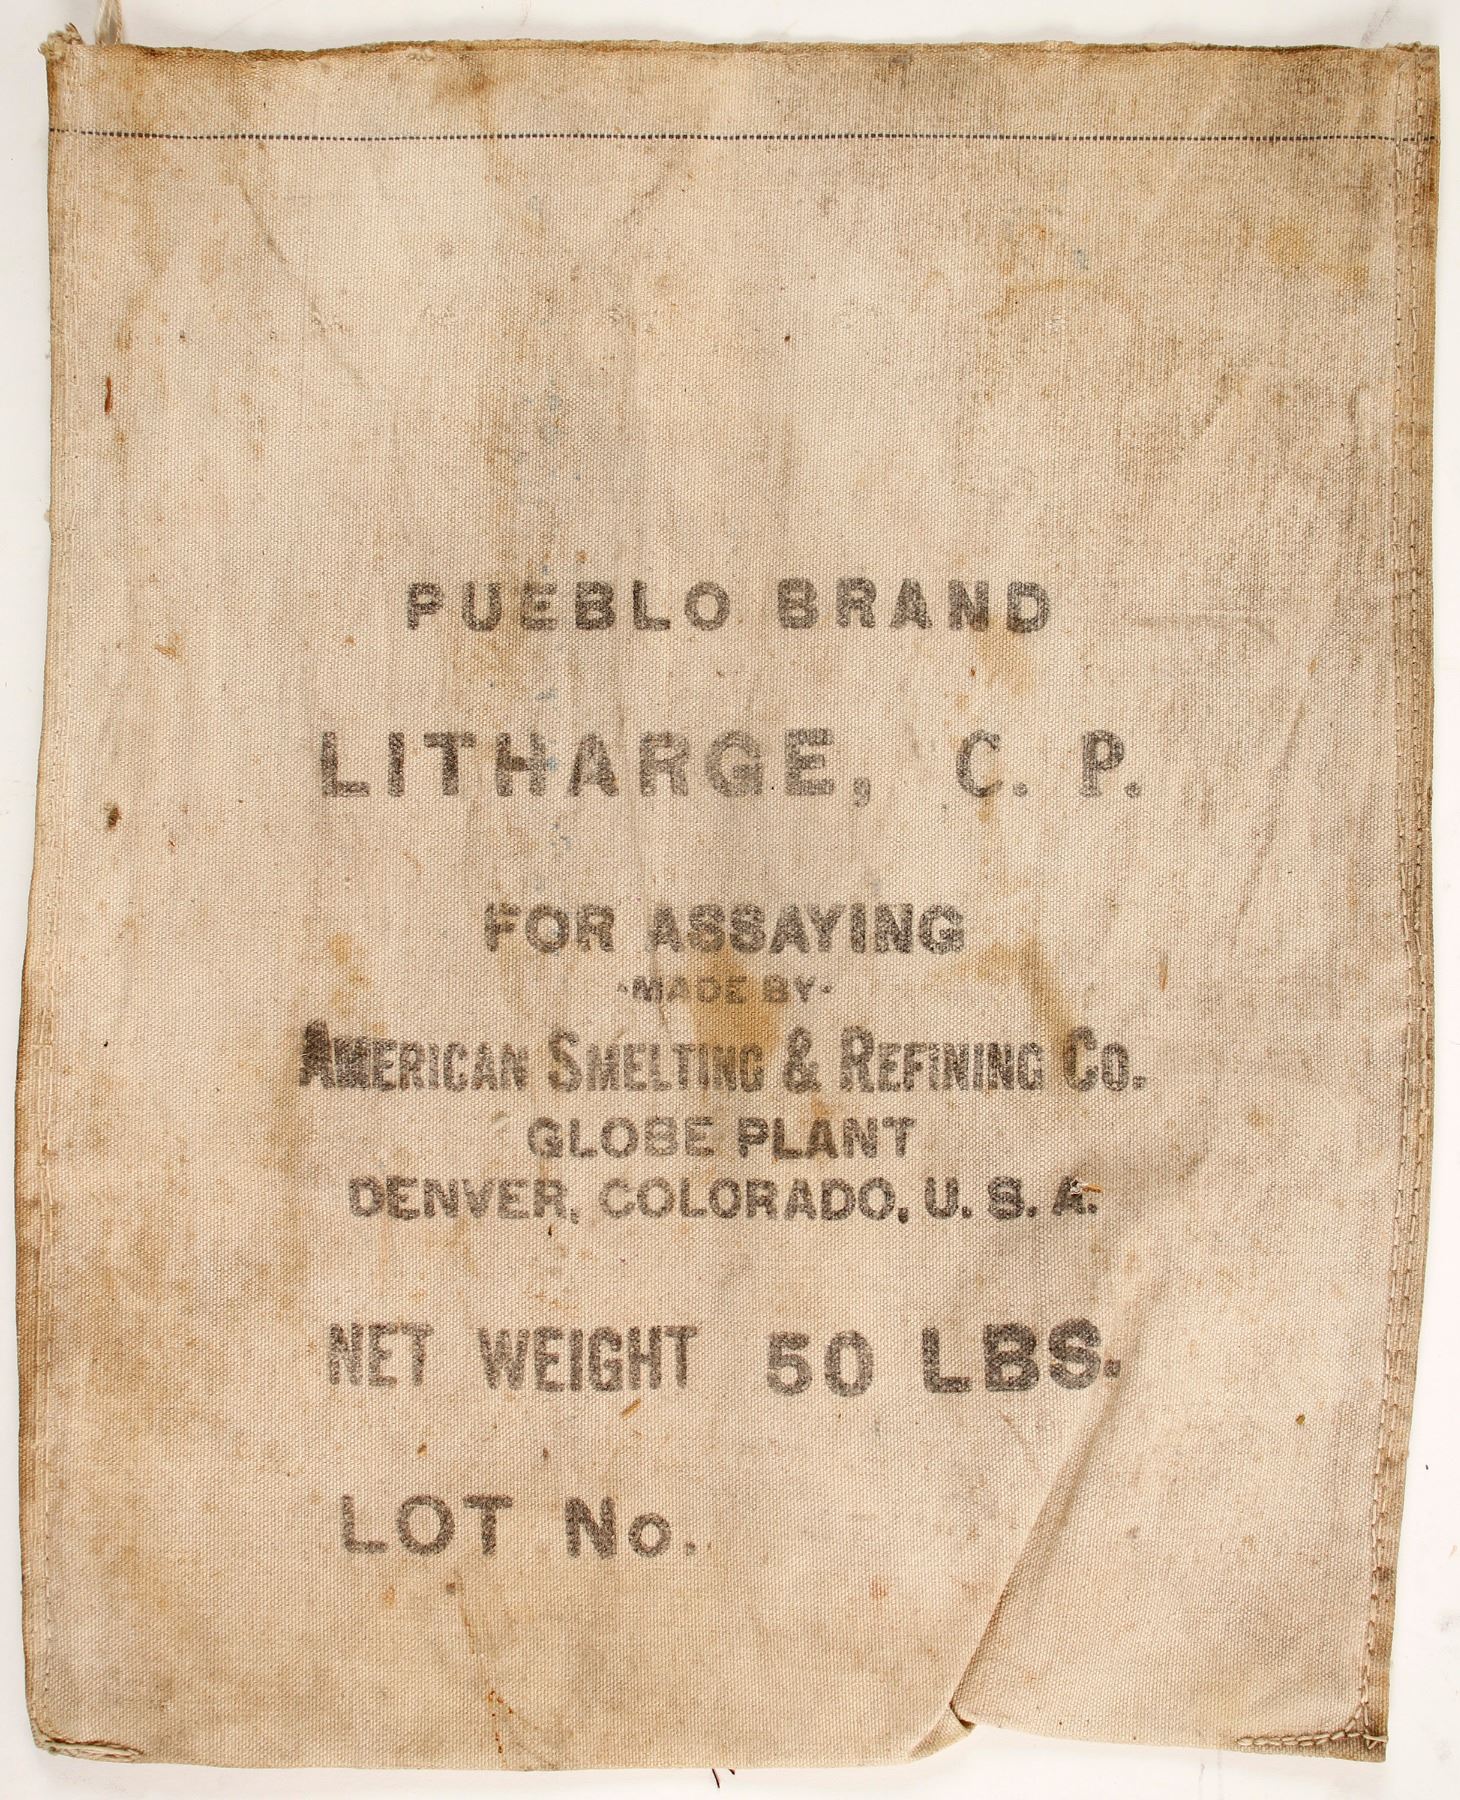 PUEBLO BRAND
LITHARGE, C. P.
FOR ASSAYING
·MADE BY·
AMERICAN SMELTING & REFINING CO.
GLOBE PLANT
DENVER, COLORADO, U. S. A.
NET WEIGHT 50 LBS.
LOT No.